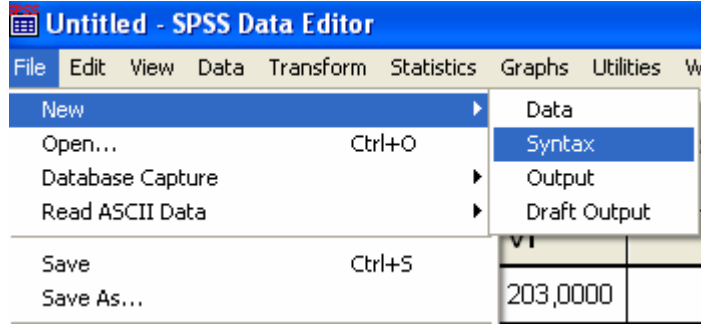 SPSS
Untitled - SPSS Data Editor
File Edit View Data Transform Statistics Graphs Utilities W
New Data
Open... Ctrl+O Syntax
Database Capture Output
Read ASCII Data Draft Output
Save Ctrl+S
Save As... 203,0000